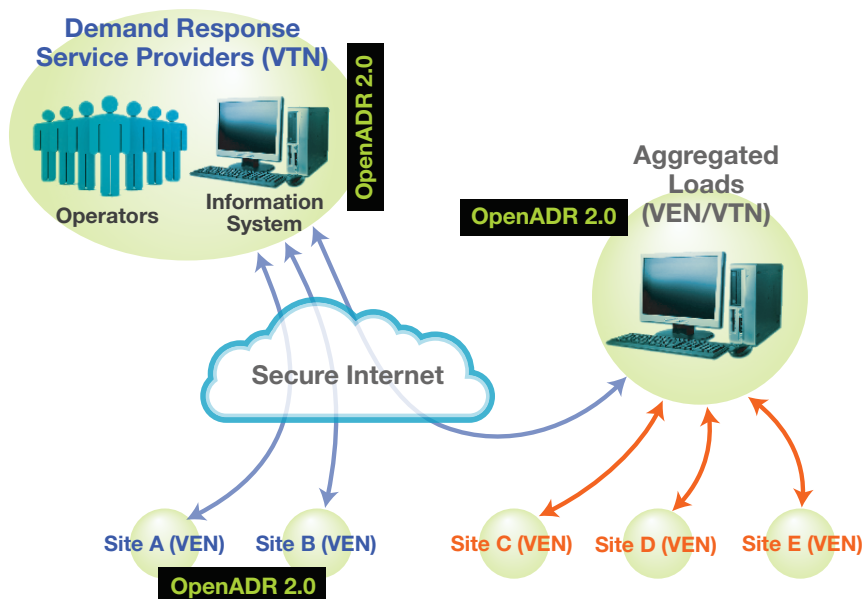 Demand Response
Service Providers (VTN)
OpenADR 2.0
Operators
Information
System
Aggregated
Loads
(VEN/VTN)
OpenADR 2.0
Secure Internet
Site A (VEN)
Site B (VEN)
Site C (VEN)
Site D (VEN)
Site E (VEN)
OpenADR 2.0